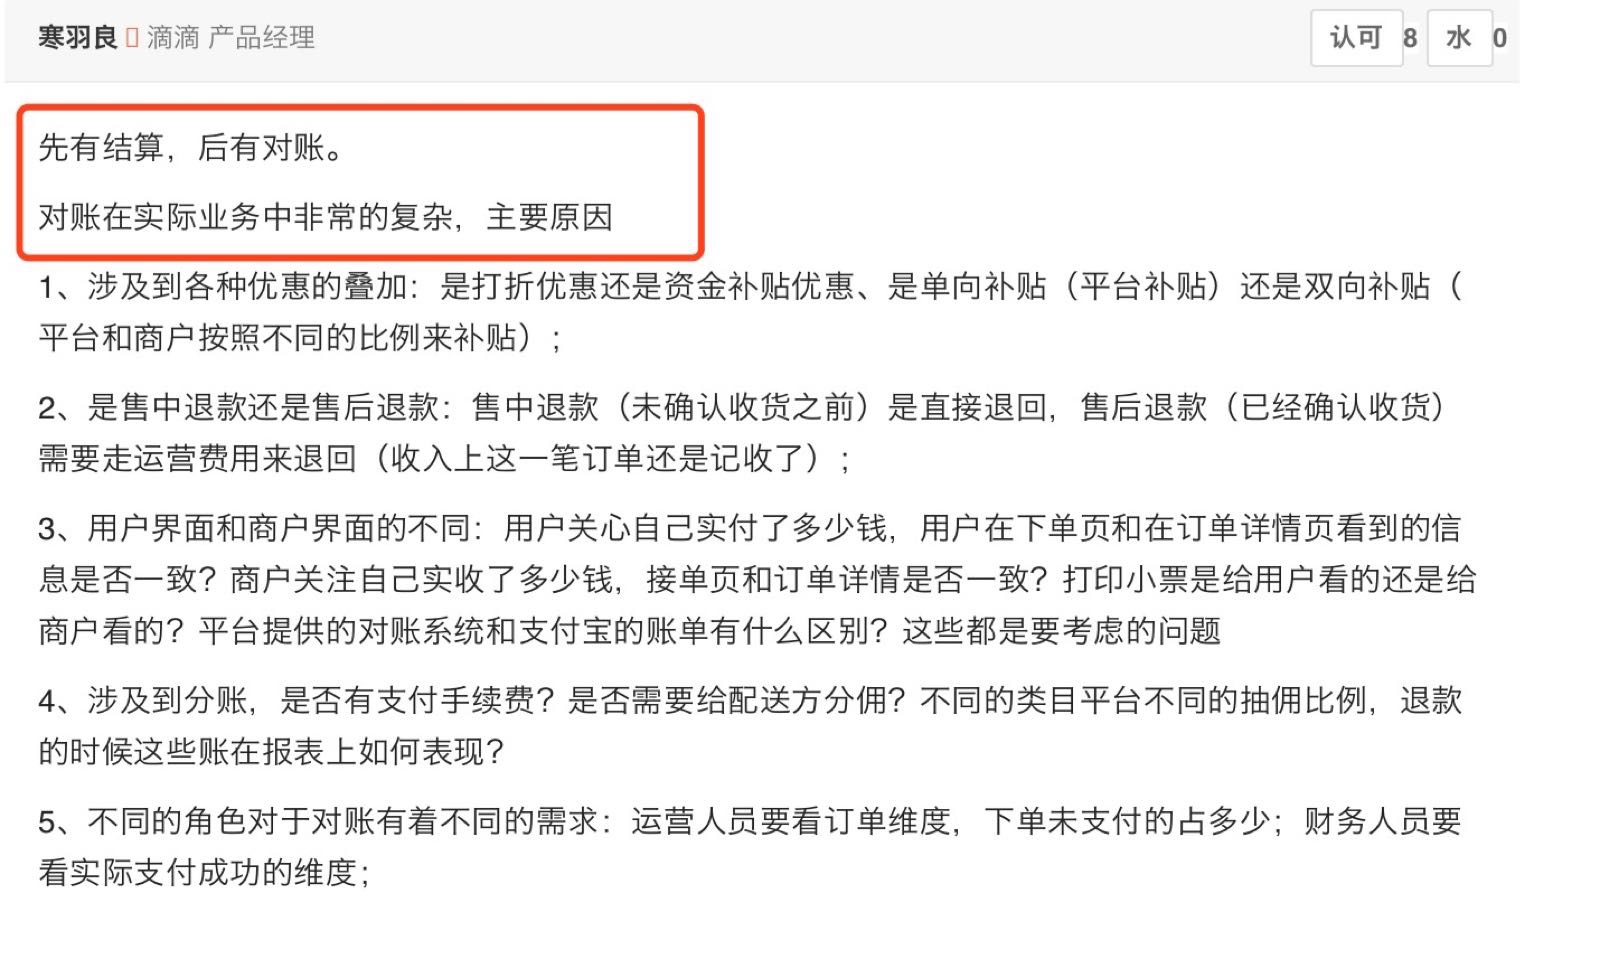 寒羽良 滴滴 产品经理
认可 8 水 0
先有结算，后有对账。
对账在实际业务中非常的复杂，主要原因
1、涉及到各种优惠的叠加：是打折优惠还是资金补贴优惠、是单向补贴（平台补贴）还是双向补贴（
平台和商户按照不同的比例来补贴）；
2、是售中退款还是售后退款：售中退款（未确认收货之前）是直接退回，售后退款（已经确认收货）
需要走运营费用来退回（收入上这一笔订单还是记收了）；
3、用户界面和商户界面的不同：用户关心自己实付了多少钱，用户在下单页和在订单详情页看到的信
息是否一致？商户关注自己实收了多少钱，接单页和订单详情是否一致？打印小票是给用户看的还是给
商户看的？平台提供的对账系统和支付宝的账单有什么区别？这些都是要考虑的问题
4、涉及到分账，是否有支付手续费？是否需要给配送方分佣？不同的类目平台不同的抽佣比例，退款
的时候这些账在报表上如何表现？
5、不同的角色对于对账有着不同的需求：运营人员要看订单维度，下单未支付的占多少；财务人员要
看实际支付成功的维度；